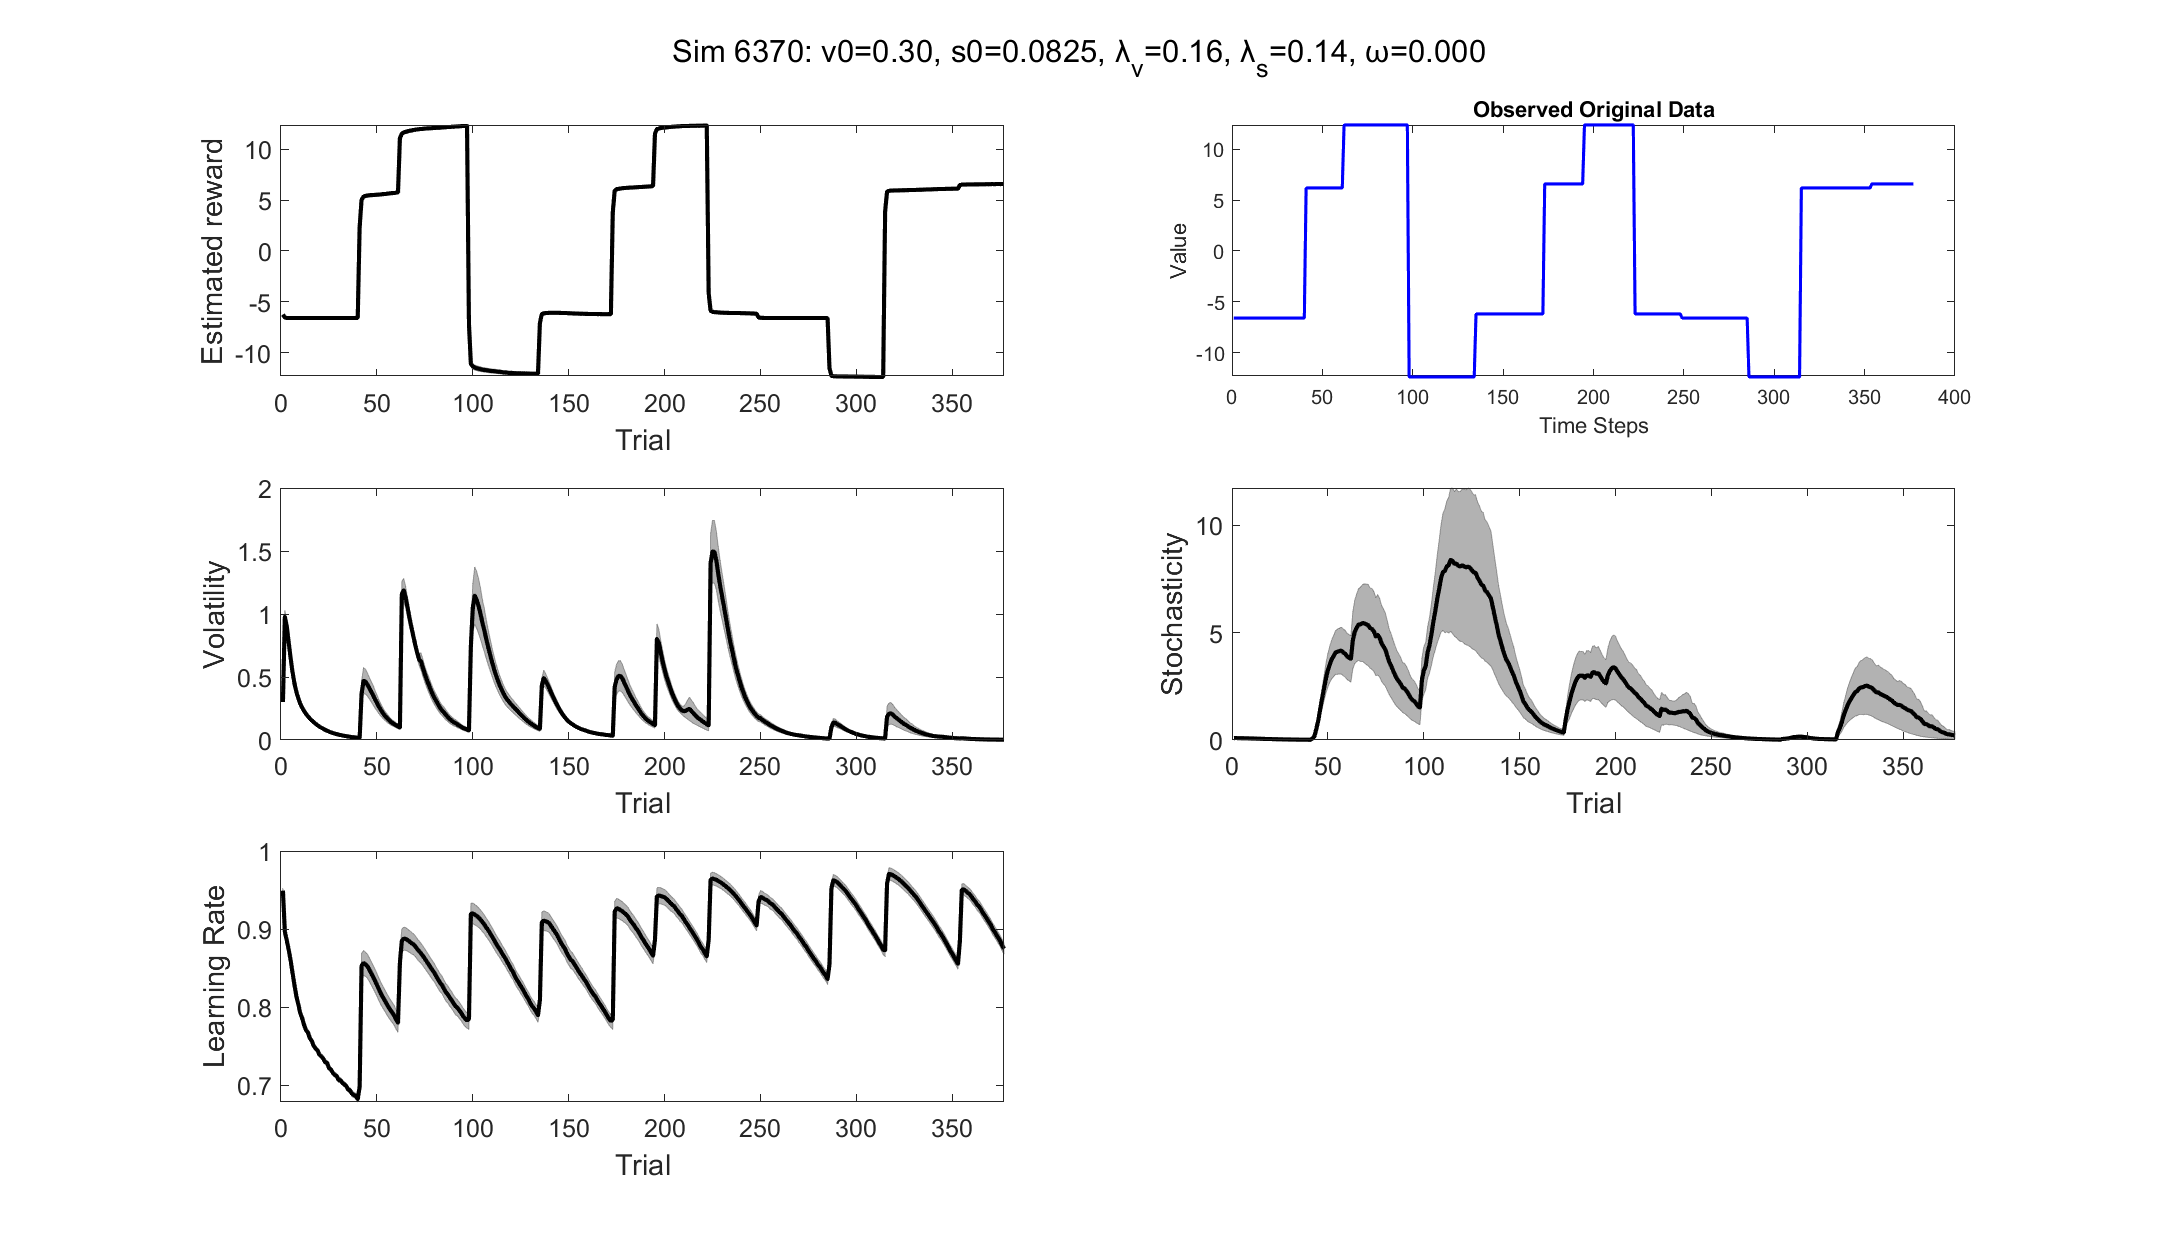 Sim 6370: v0=0.30, s0=0.0825, λv=0.16, λs=0.14, ω=0.000
Estimated reward
10
5
0
-5
-10
0 50 100 150 200 250 300 350
Trial
Observed Original Data
Value
10
5
0
-5
-10
0 50 100 150 200 250 300 350 400
Time Steps
Volatility
2
1.5
1
0.5
0
0 50 100 150 200 250 300 350
Trial
Stochasticity
10
5
0
0 50 100 150 200 250 300 350
Trial
Learning Rate
1
0.9
0.8
0.7
0 50 100 150 200 250 300 350
Trial